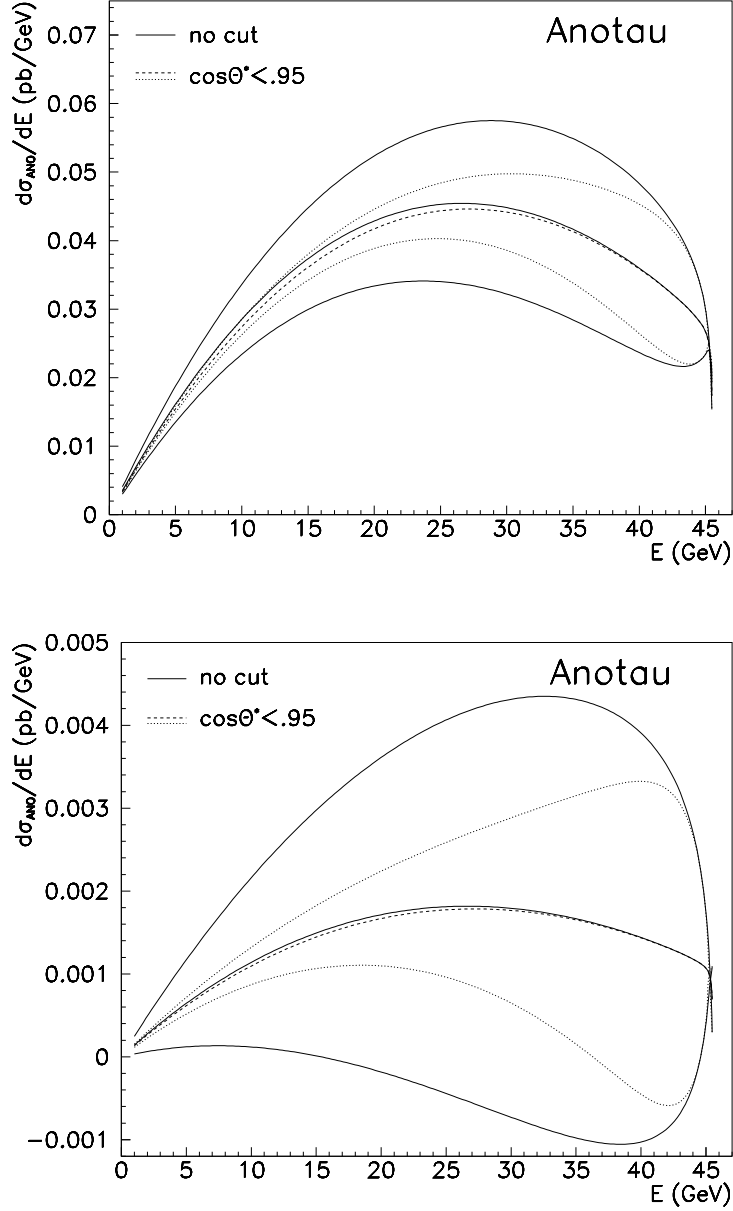 dσANO/dE (pb/GeV)
Anotau
no cut
cosΘ*<.95
0.07
0.06
0.05
0.04
0.03
0.02
0.01
0
0 5 10 15 20 25 30 35 40 45
E (GeV)
dσANO/dE (pb/GeV)
Anotau
no cut
cosΘ*<.95
0.005
0.004
0.003
0.002
0.001
0
−0.001
0 5 10 15 20 25 30 35 40 45
E (GeV)